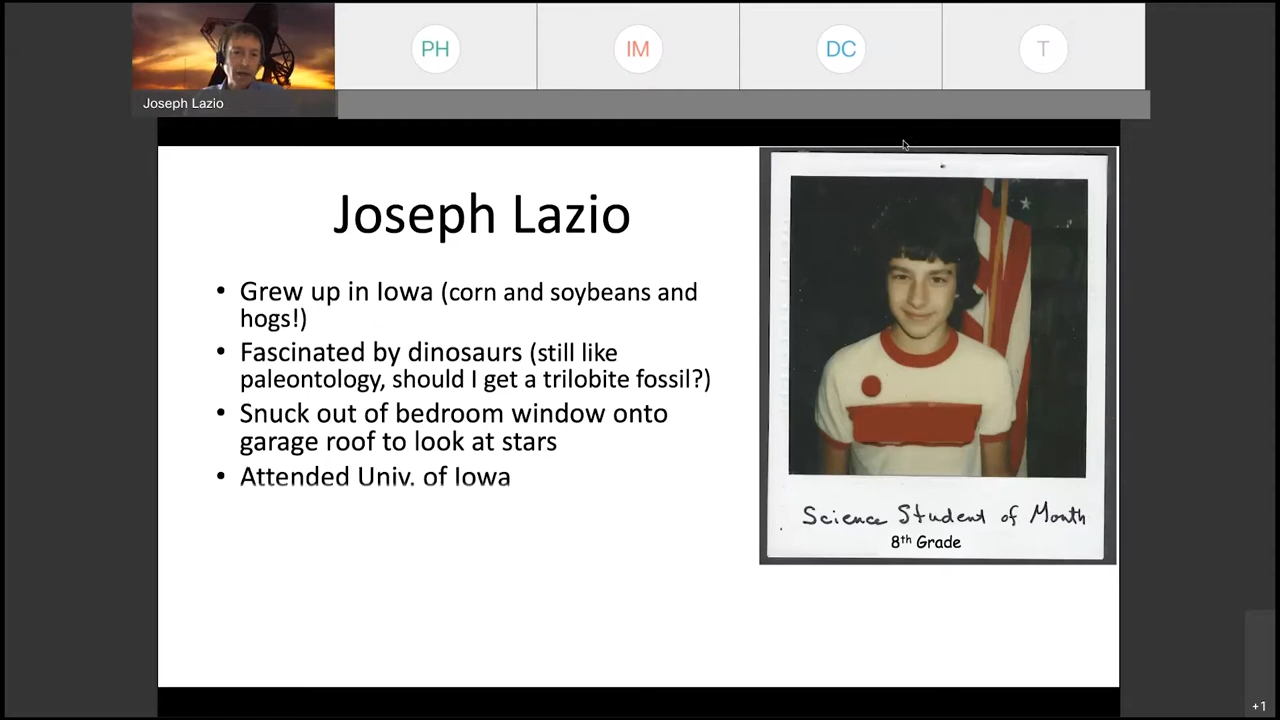 PH
IM
DC
T
Joseph Lazio
Joseph Lazio
• Grew up in Iowa (corn and soybeans and
hogs!)
• Fascinated by dinosaurs (still like
paleontology, should I get a trilobite fossil?)
• Snuck out of bedroom window onto
garage roof to look at stars
• Attended Univ. of Iowa
Science Student of Month
8th Grade
+1